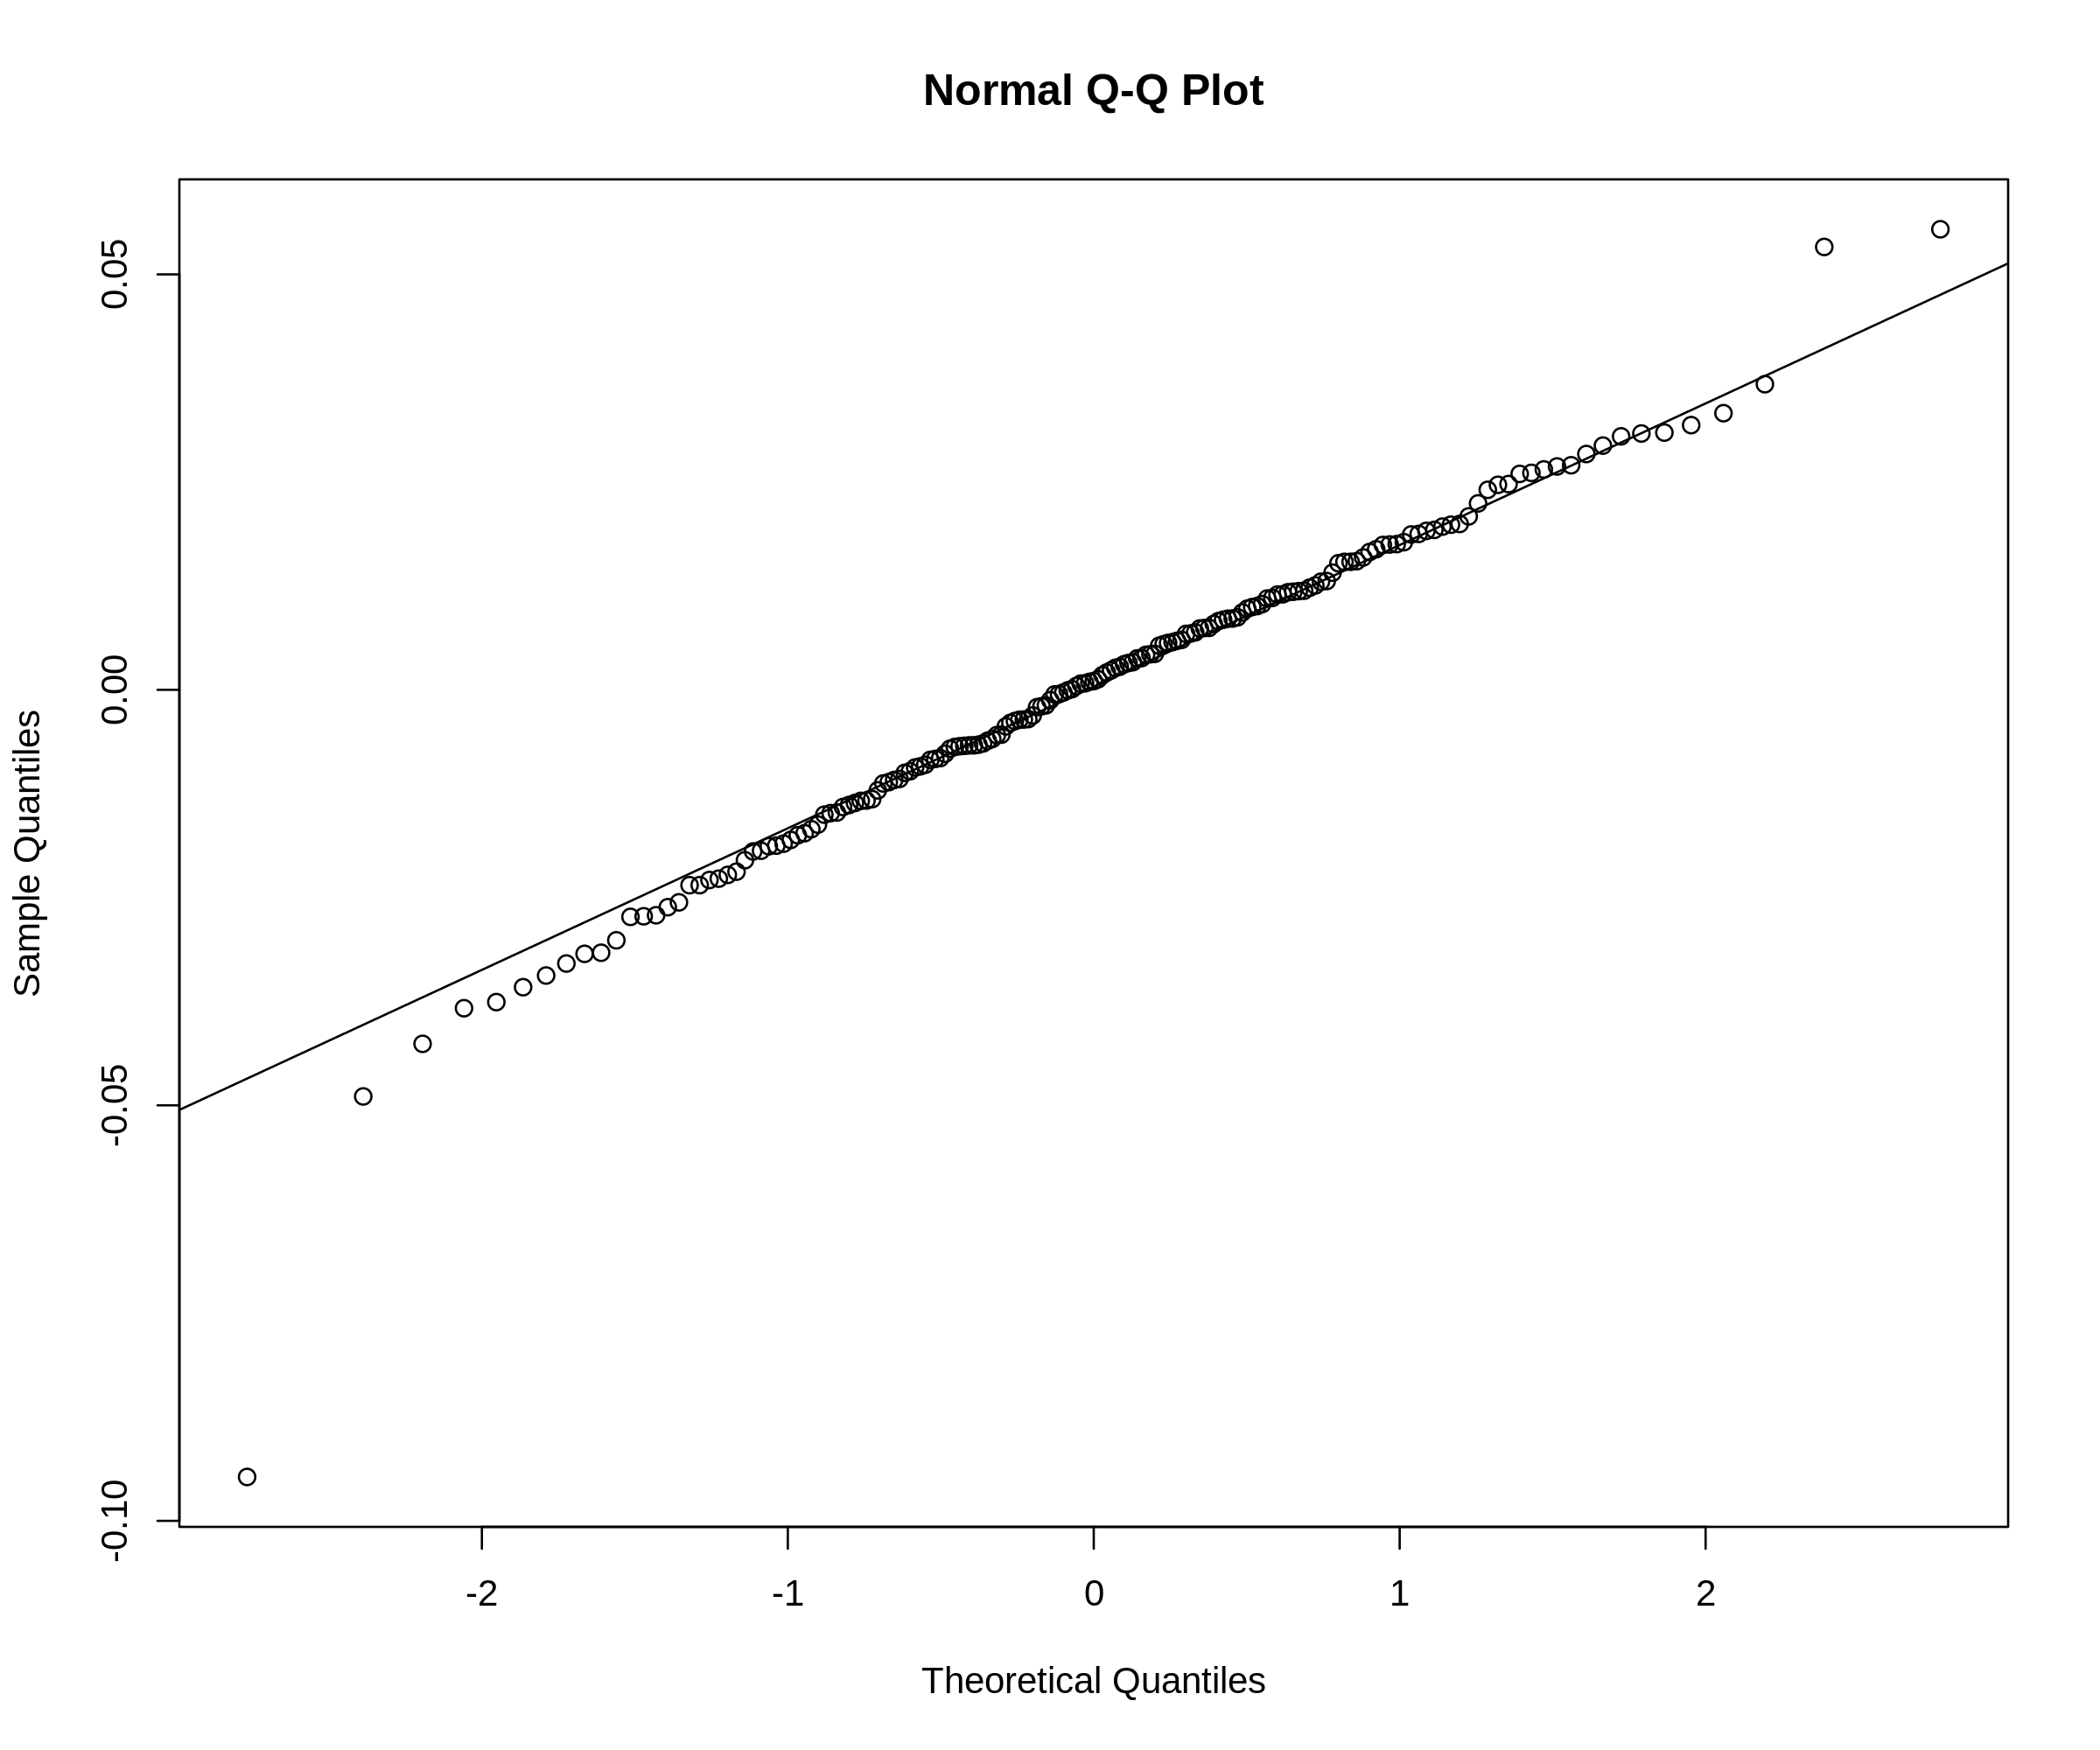 Normal Q-Q Plot
Sample Quantiles
0.05
0.00
-0.05
-0.10
-2 -1 0 1 2
Theoretical Quantiles